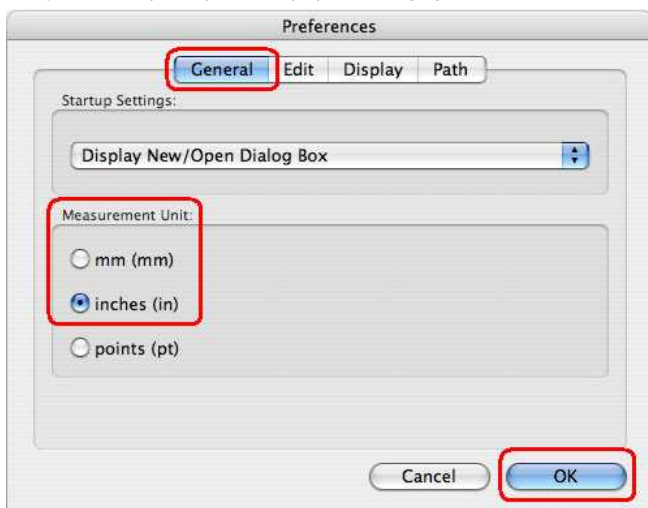 Preferences
General Edit Display Path
Startup Settings:
Display New/Open Dialog Box
Measurement Unit:
mm (mm)
inches (in)
points (pt)
Cancel OK